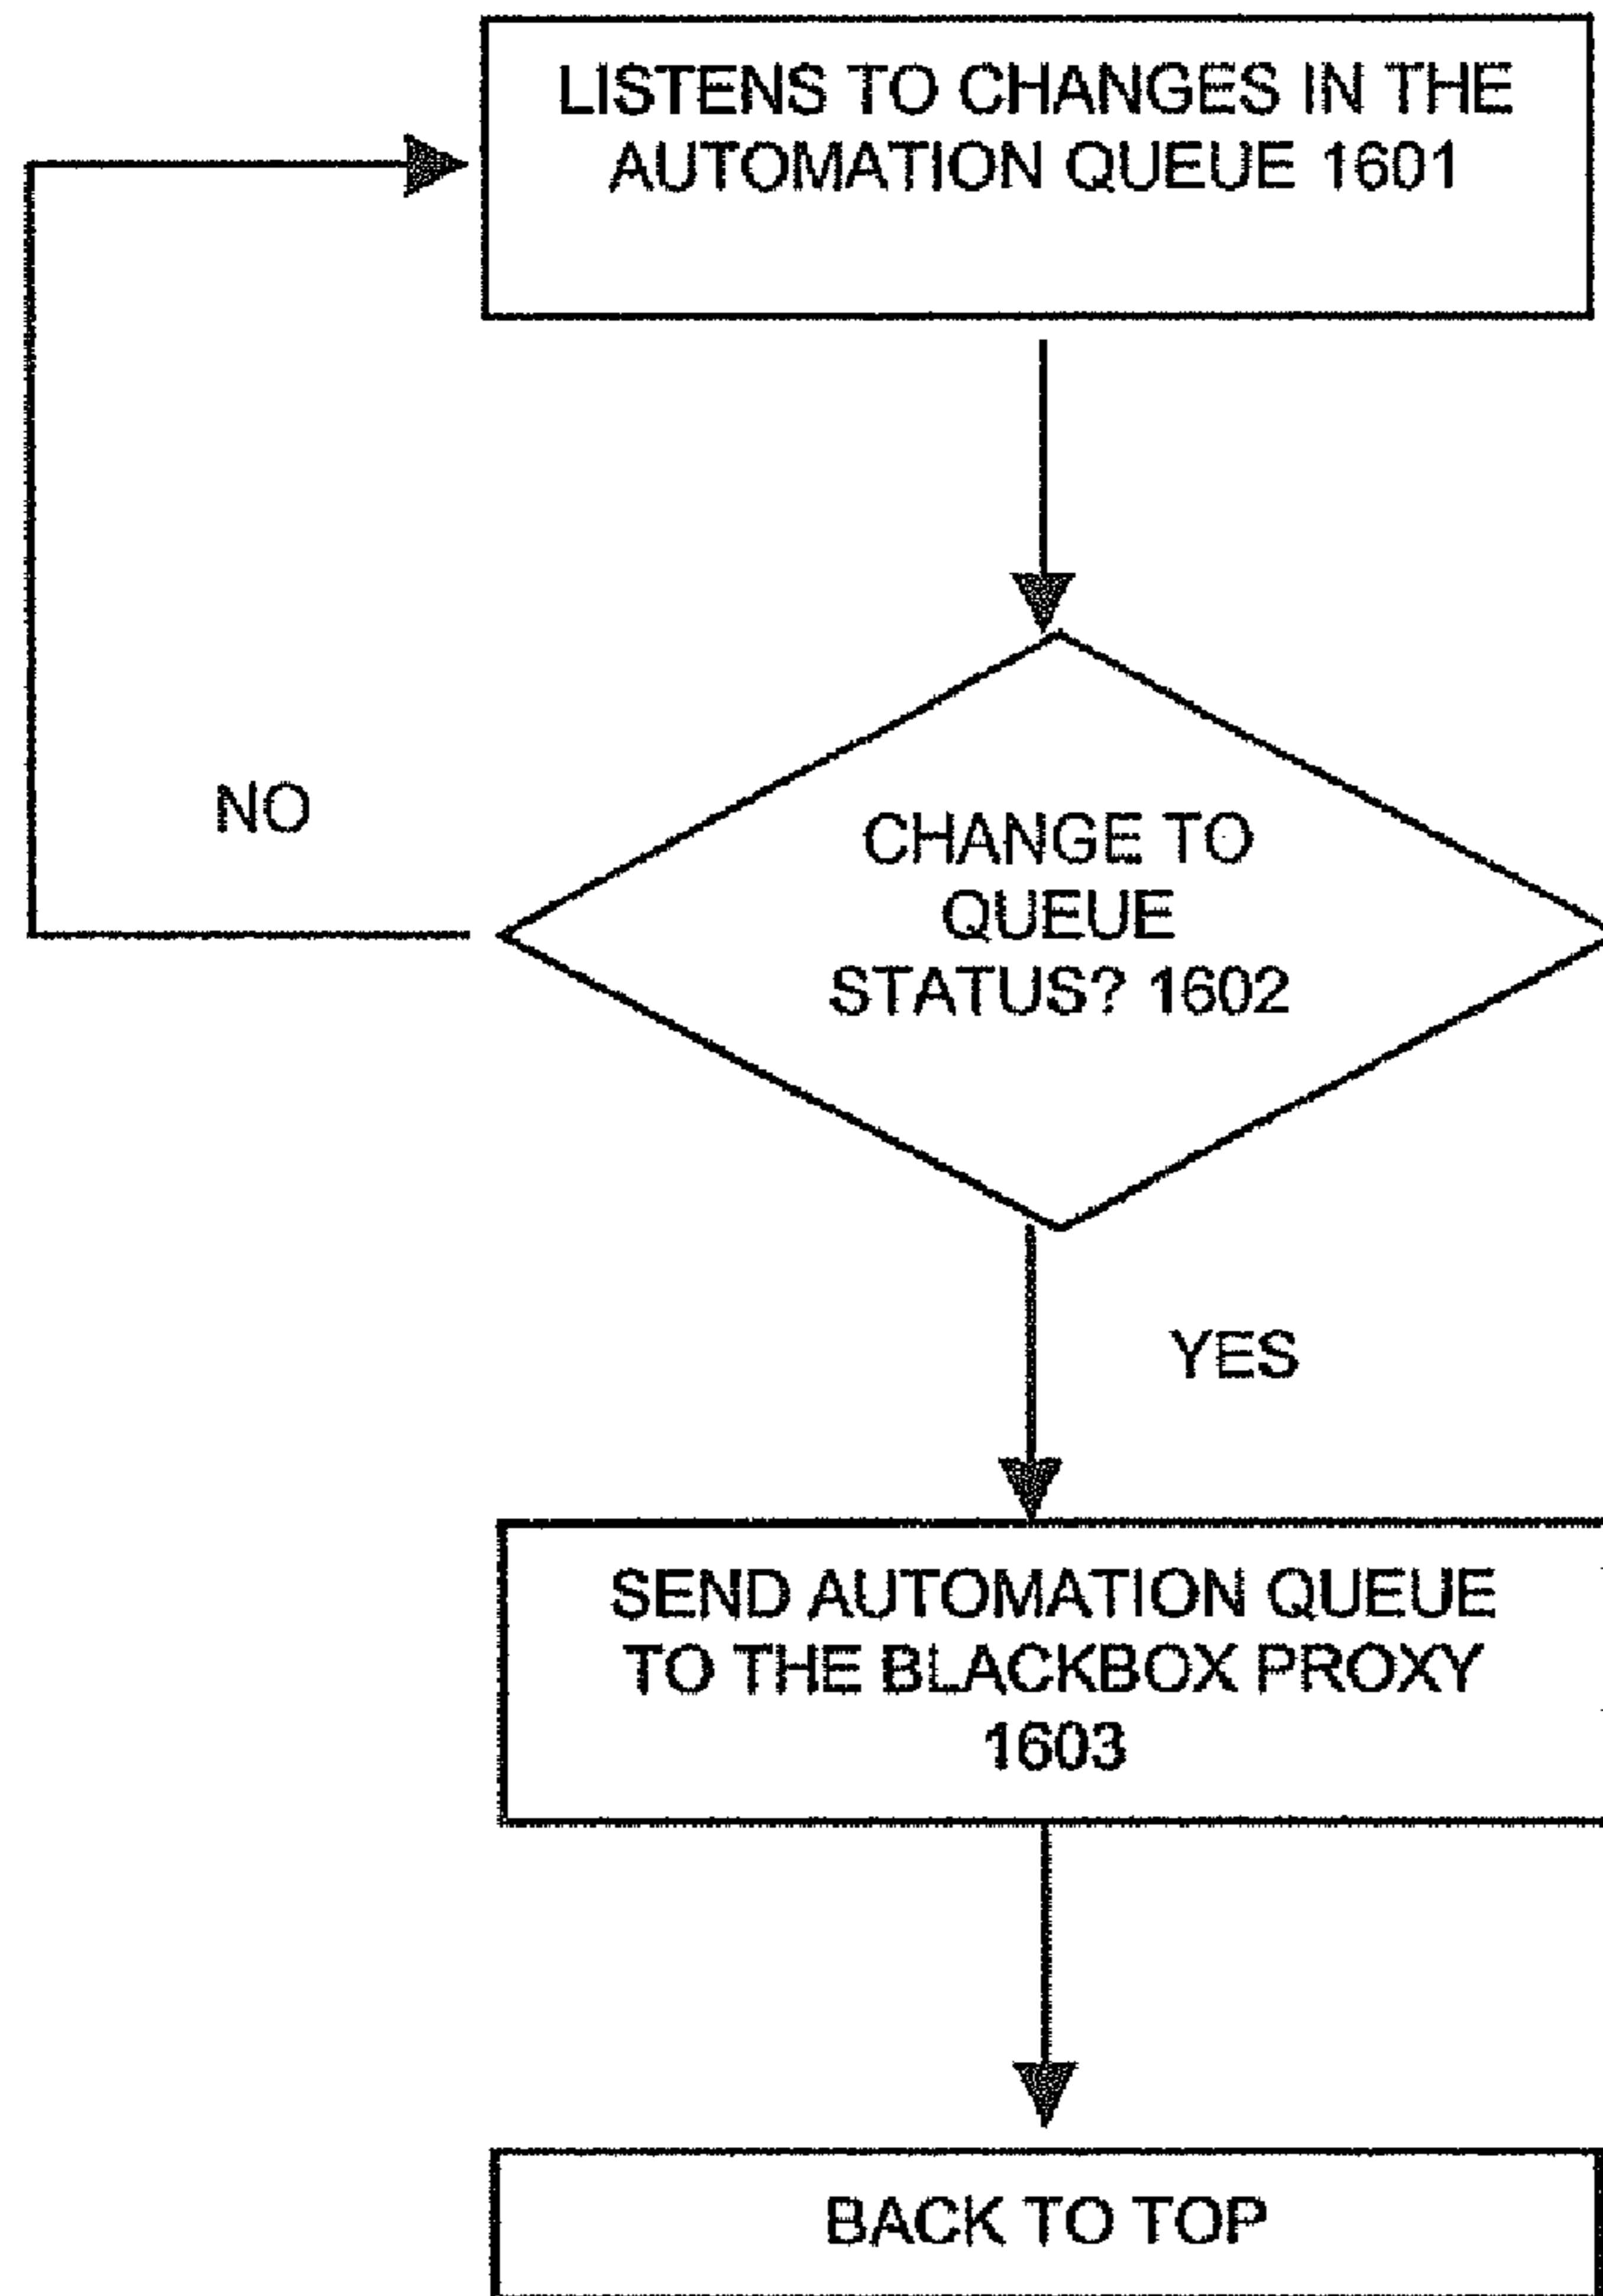 LISTENS TO CHANGES IN THE
AUTOMATION QUEUE 1601
NO
CHANGE TO
QUEUE
STATUS? 1602
YES
SEND AUTOMATION QUEUE
TO THE BLACKBOX PROXY
1603
BACK TO TOP